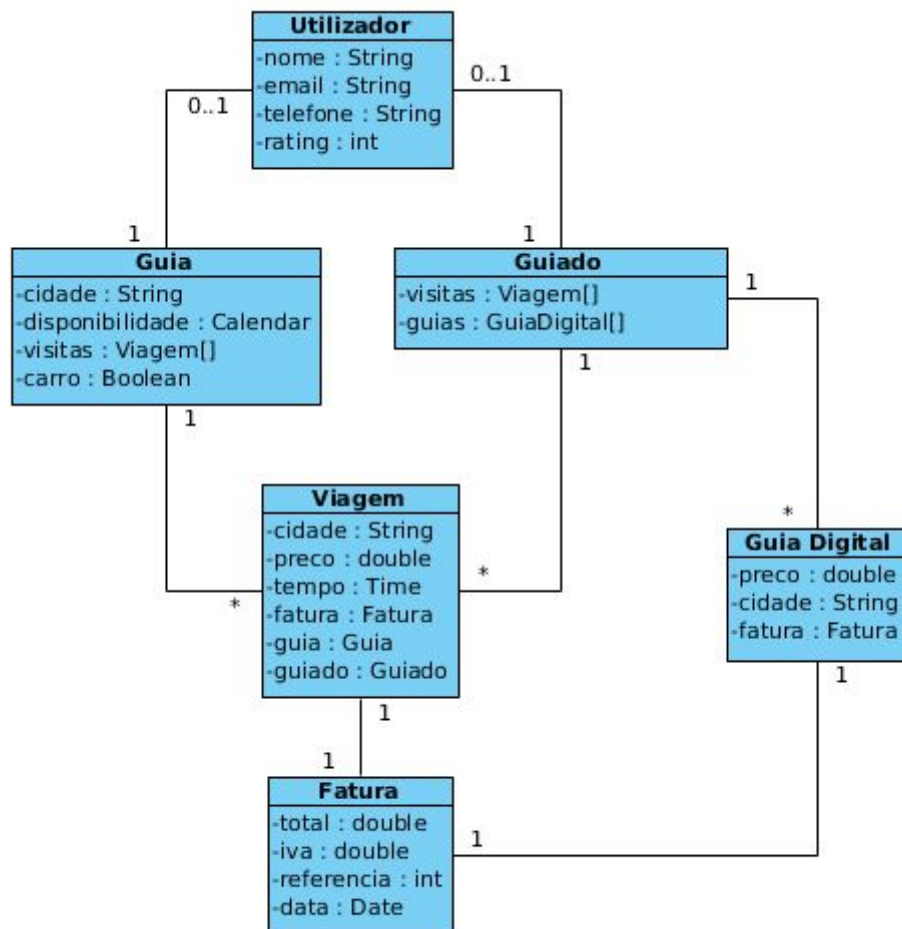 Utilizador
-nome : String
-email : String
-telefone : String
-rating : int
0..1
0..1
1
1
Guia
-cidade : String
-disponibilidade : Calendar
-visitas : Viagem[]
-carro : Boolean
Guiado
-visitas : Viagem[]
-guias : GuiaDigital[]
1
1
1
Viagem
-cidade : String
-preco : double
-tempo : Time
-fatura : Fatura
-guia : Guia
-guiado : Guiado
*
*
*
Guia Digital
-preco : double
-cidade : String
-fatura : Fatura
1
1
1
Fatura
-total : double
-iva : double
-referencia : int
-data : Date
1